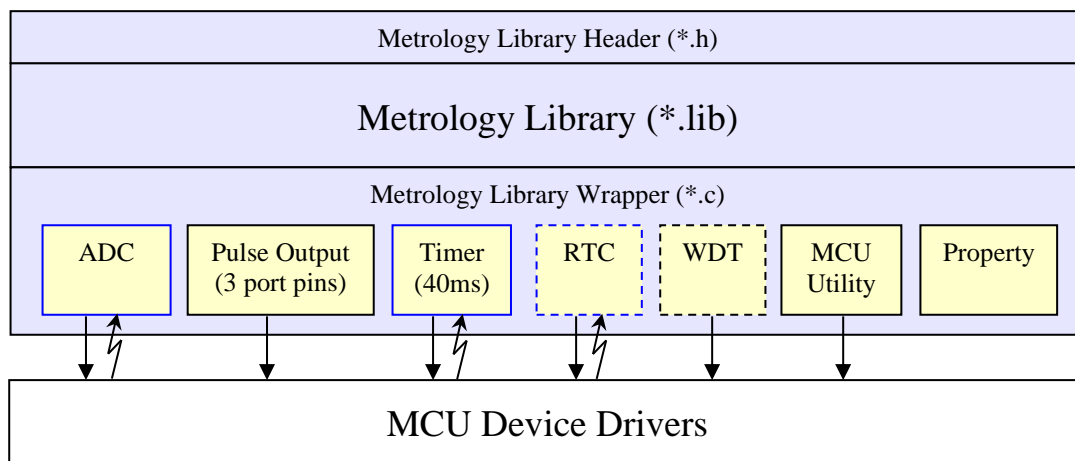 Metrology Library Header (*.h)
Metrology Library (*.lib)
Metrology Library Wrapper (*.c)
ADC
Pulse Output
(3 port pins)
Timer
(40ms)
RTC
WDT
MCU
Utility
Property
MCU Device Drivers